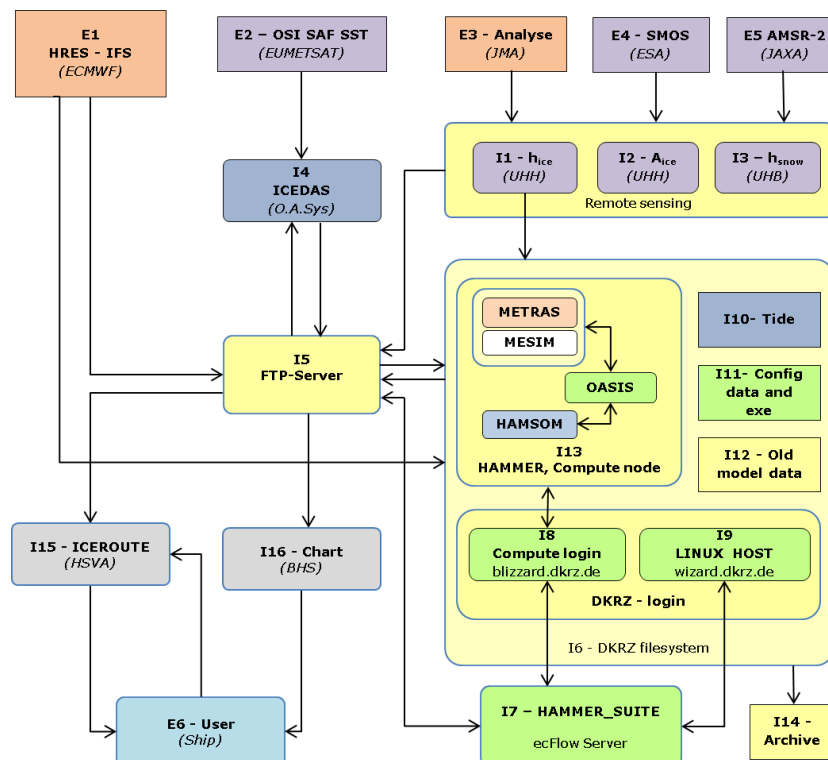 E1
HRES - IFS
(ECMWF)
E2 – OSI SAF SST
(EUMETSAT)
E3 - Analyse
(JMA)
E4 - SMOS
(ESA)
E5 AMSR-2
(JAXA)
I4
ICEDAS
(O.A.Sys)
I1 - hice
(UHH)
I2 - Aice
(UHH)
I3 – hsnow
(UHB)
Remote sensing
METRAS
MESIM
OASIS
HAMSOM
I13
HAMMER, Compute node
I10- Tide
I11- Config
data and
exe
I12 - Old
model data
I5
FTP-Server
I15 - ICEROUTE
(HSVA)
I16 - Chart
(BHS)
I8
Compute login
blizzard.dkrz.de
I9
LINUX HOST
wizard.dkrz.de
DKRZ - login
I6 - DKRZ filesystem
E6 - User
(Ship)
I7 – HAMMER_SUITE
ecFlow Server
I14 -
Archive